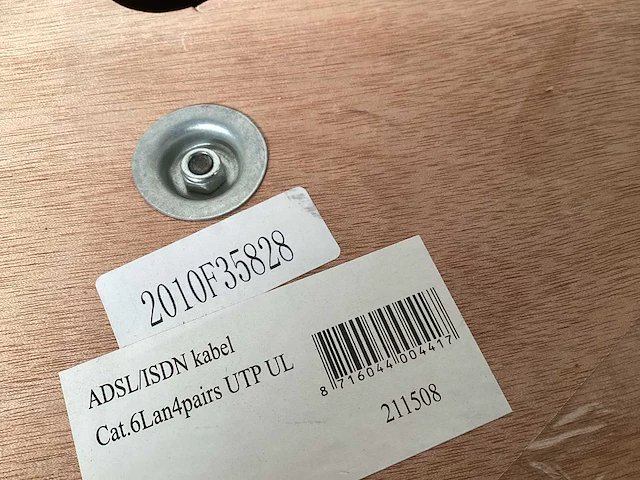 2010F35828
ADSL/ISDN kabel
Cat.6Lan4pairs UTP UL
8 716044 004417
211508